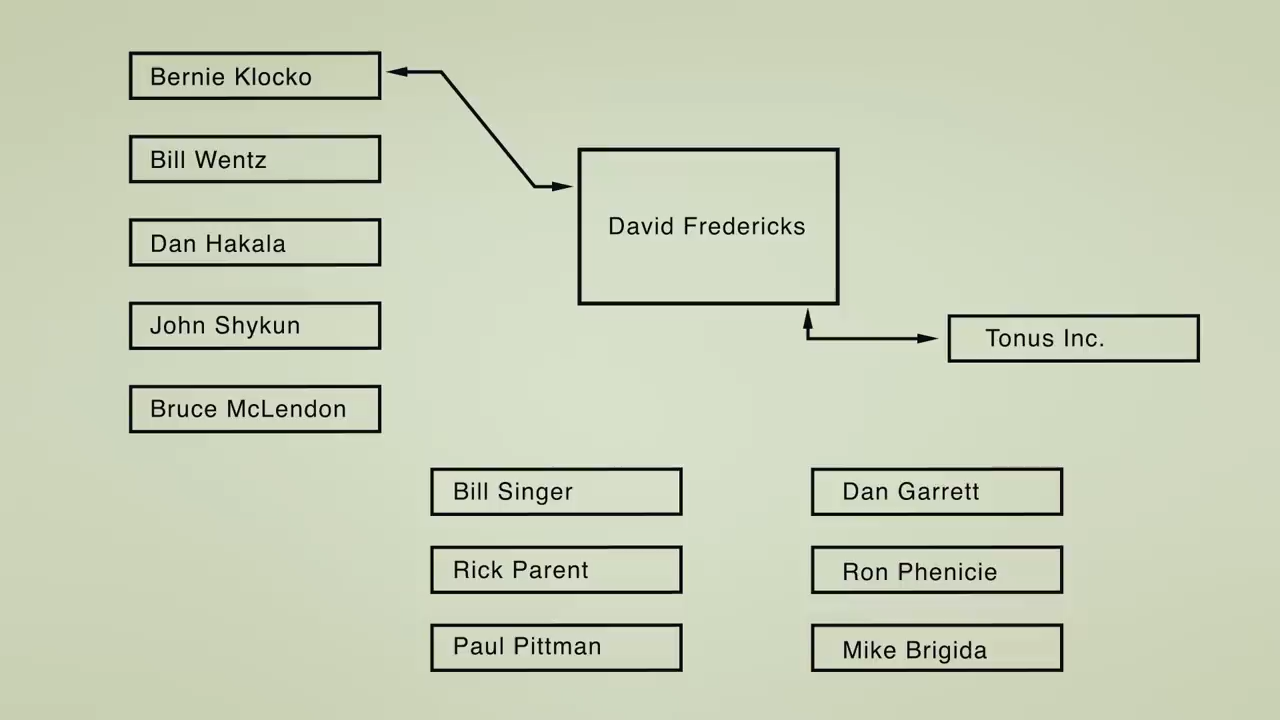 Bernie Klocko
Bill Wentz
Dan Hakala
John Shykun
Bruce McLendon
David Fredericks
Tonus Inc.
Bill Singer
Rick Parent
Paul Pittman
Dan Garrett
Ron Phenicie
Mike Brigida